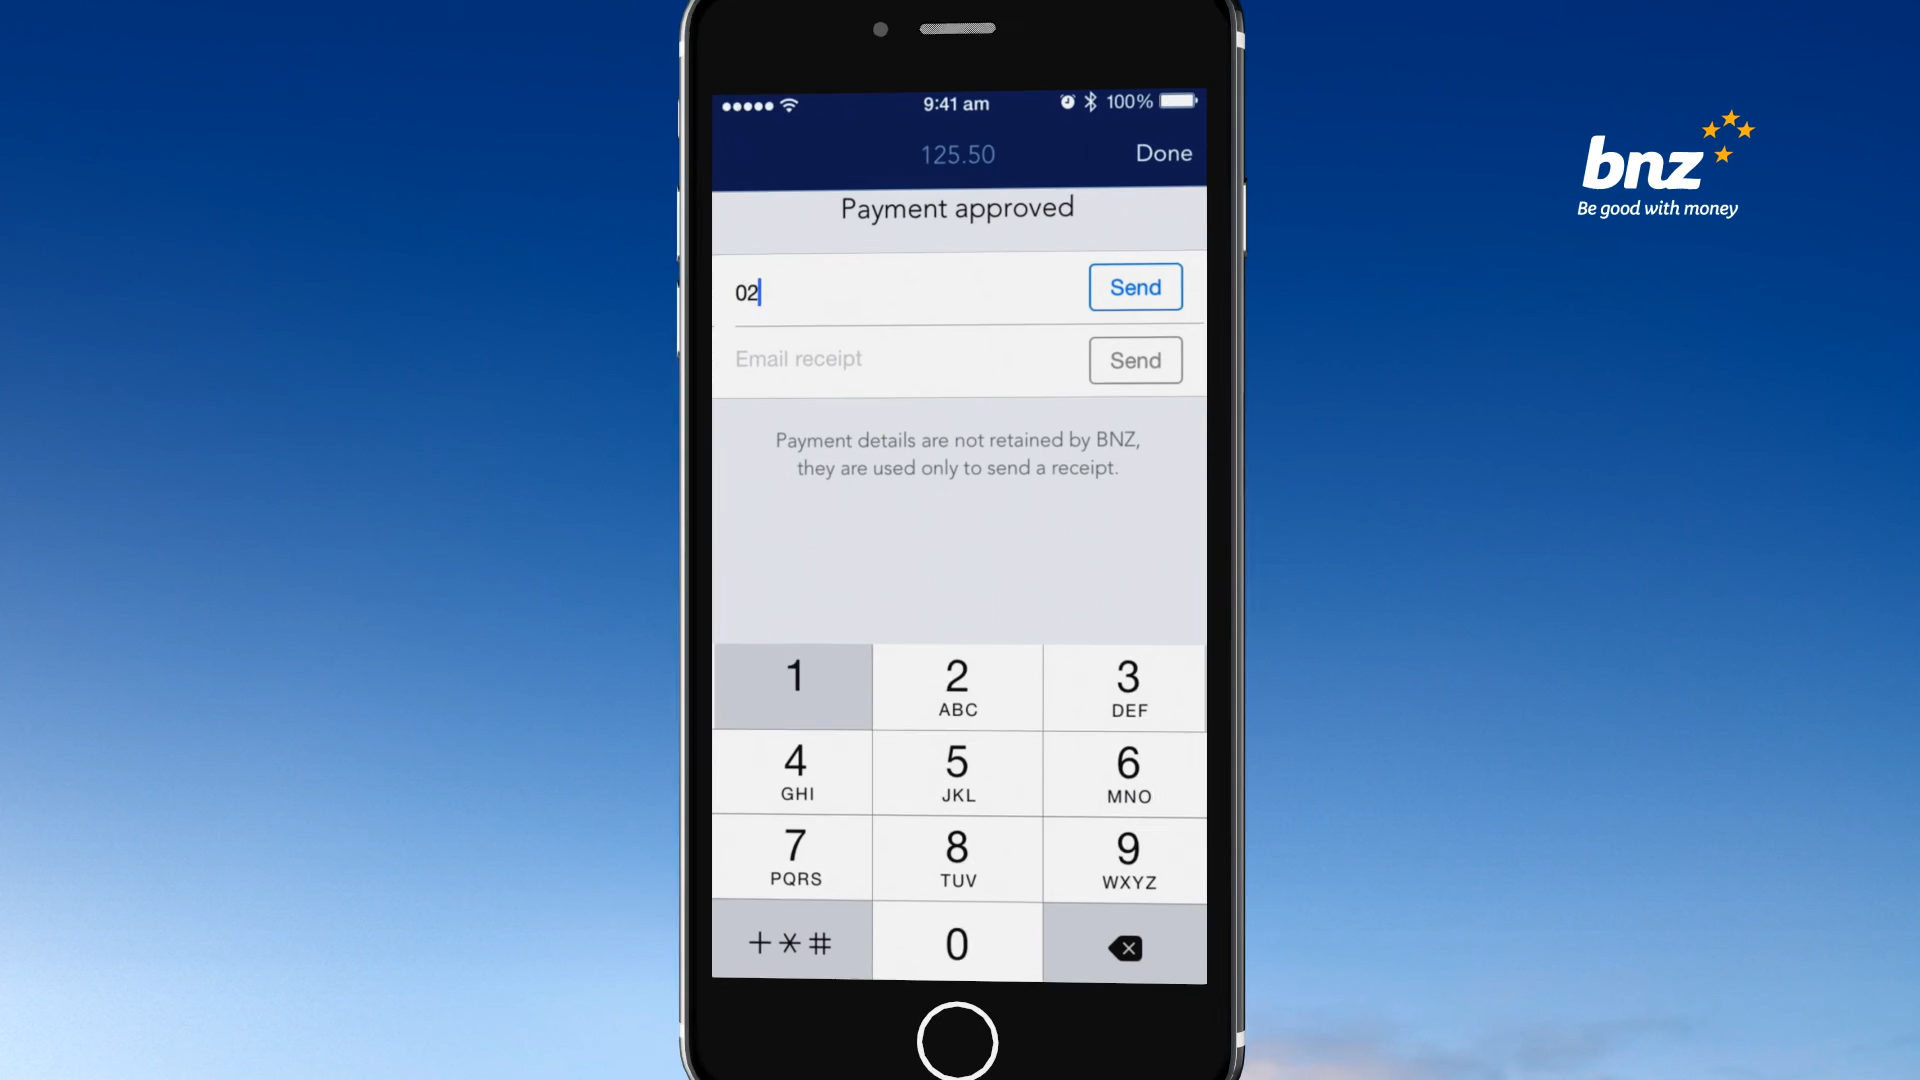 9:41 am
100%
125.50
Done
Payment approved
02
Send
Email receipt
Send
Payment details are not retained by BNZ,
they are used only to send a receipt.
1
2
3
ABC
DEF
4
5
6
GHI
JKL
MNO
7
8
9
PQRS
TUV
WXYZ
+*#
0
bnz
Be good with money